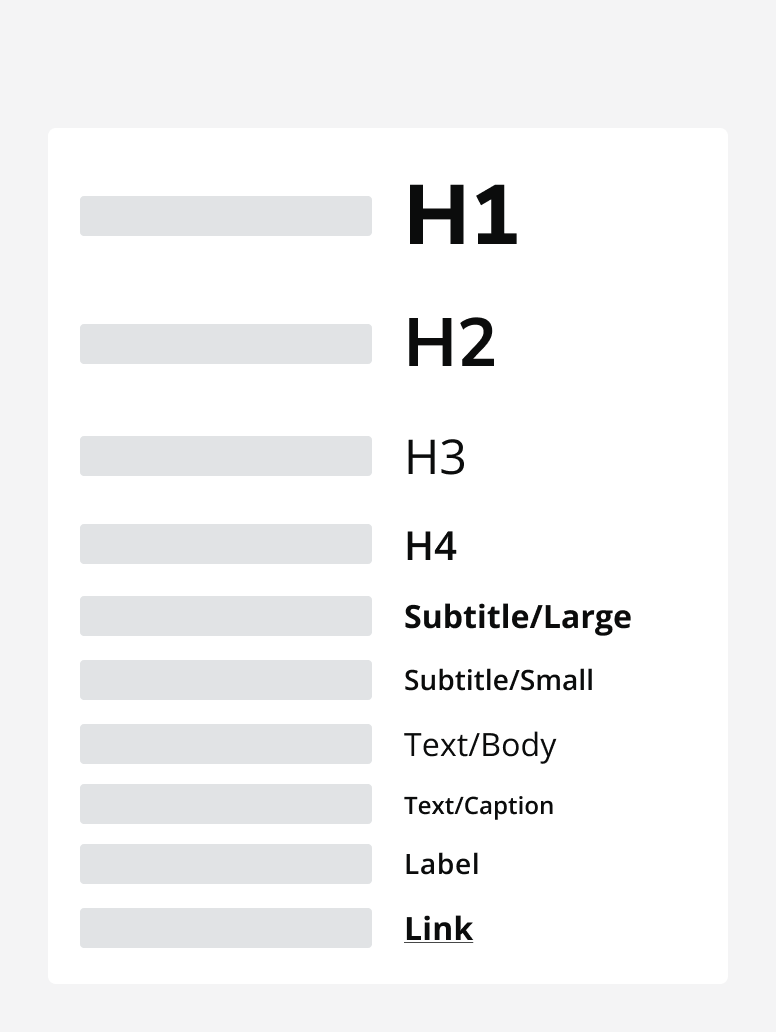 H1
H2
H3
H4
Subtitle/Large
Subtitle/Small
Text/Body
Text/Caption
Label
Link